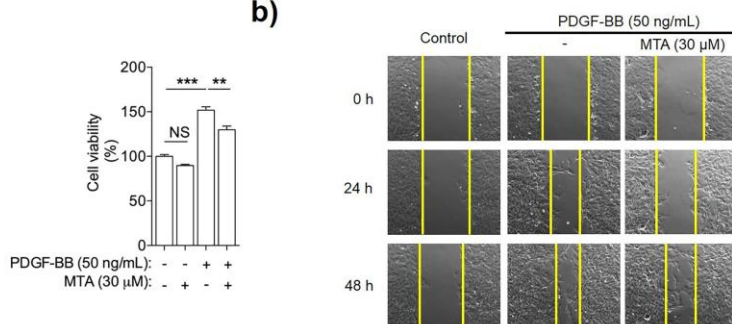 b)
200
150
100
50
0
Cell viability
(%)
*** **
NS
PDGF-BB (50 ng/mL): - - + +
MTA (30 μM): - + - +
PDGF-BB (50 ng/mL)
Control - MTA (30 μM)
0 h
24 h
48 h